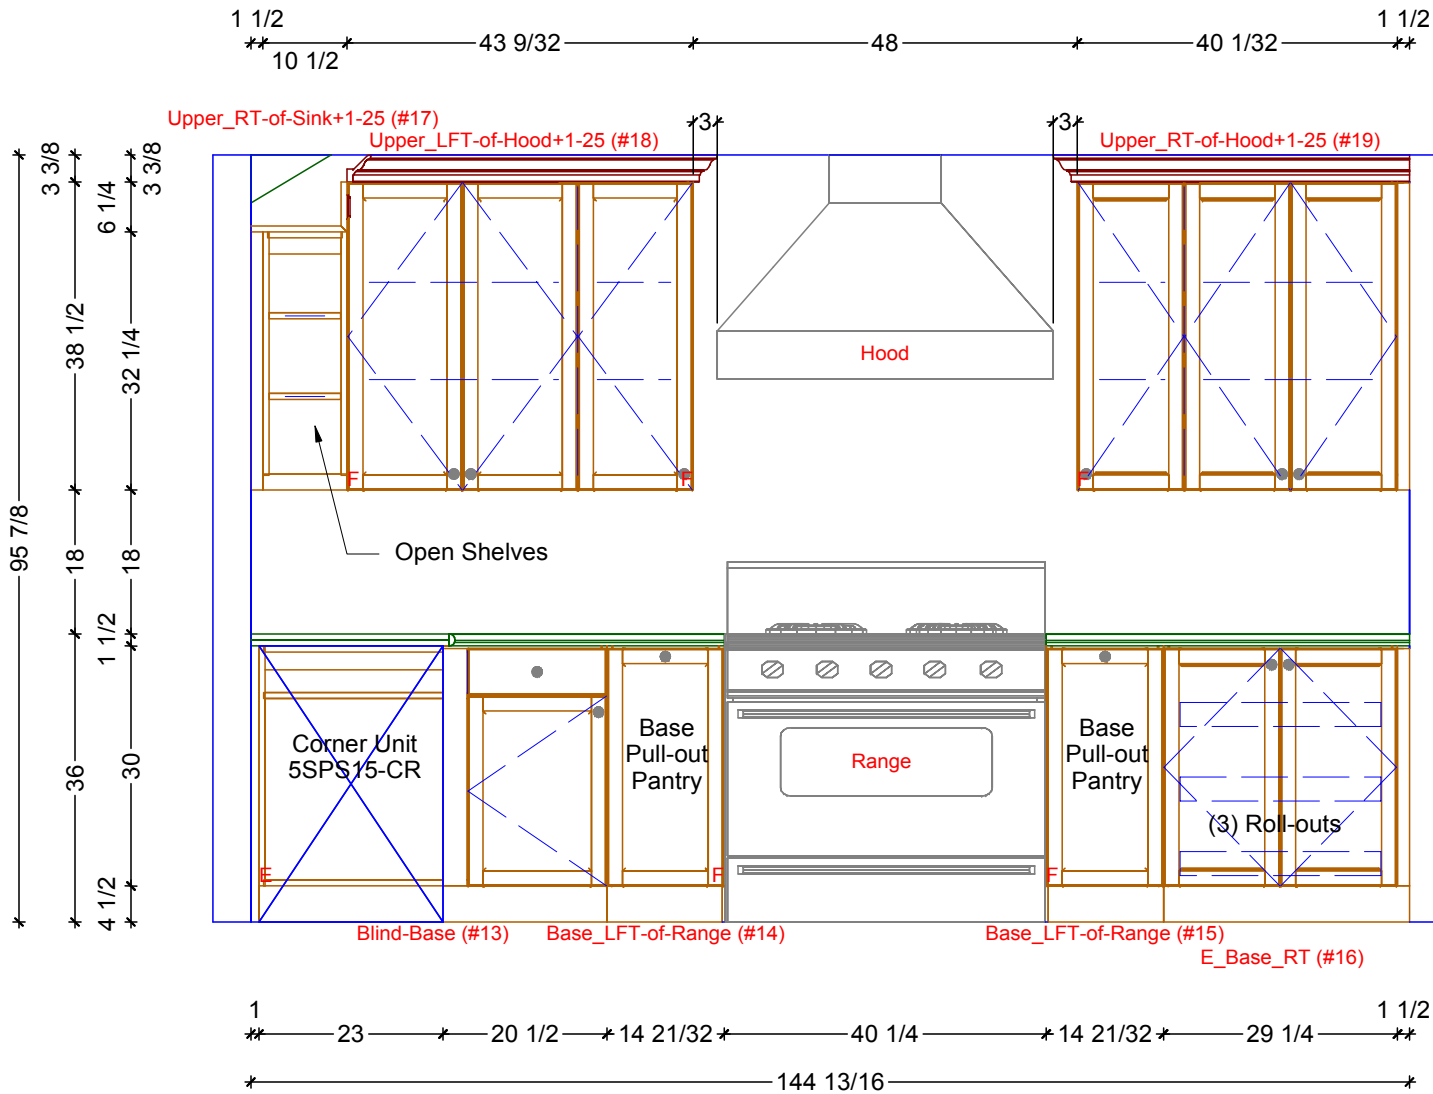 1 1/2
1 1/2
43 9/32
48
40 1/32
10 1/2
Upper_RT-of-Sink+1-25 (#17)
3
3
Upper_LFT-of-Hood+1-25 (#18)
Upper_RT-of-Hood+1-25 (#19)
3 3/8
3 3/8
6 1/4
38 1/2
32 1/4
Hood
F
F
F
95 7/8
18
18
Open Shelves
1 1/2
36
30
4 1/2
Corner Unit
5SPS15-CR
Base
Pull-out
Pantry
Range
Base
Pull-out
Pantry
(3) Roll-outs
E
F
F
Blind-Base (#13)
Base_LFT-of-Range (#14)
Base_LFT-of-Range (#15)
E_Base_RT (#16)
1
1 1/2
23
20 1/2
14 21/32
40 1/4
14 21/32
29 1/4
144 13/16